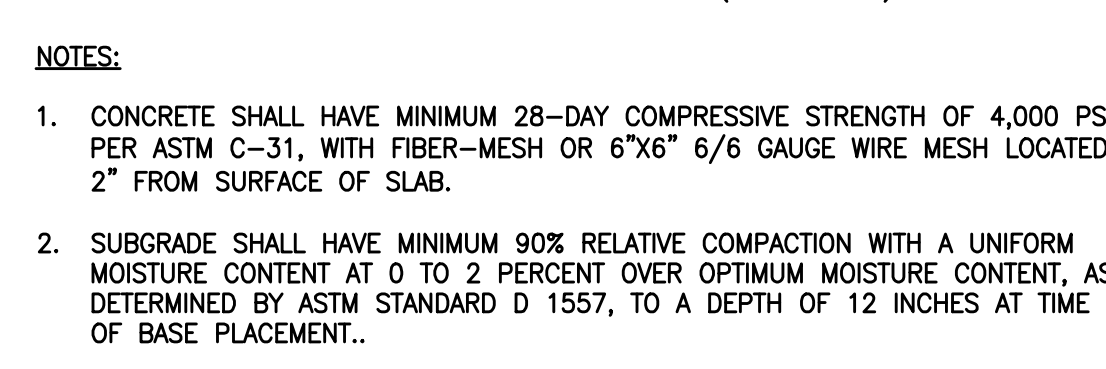 NOTES:
1. CONCRETE SHALL HAVE MINIMUM 28-DAY COMPRESSIVE STRENGTH OF 4,000 PS
PER ASTM C-31, WITH FIBER-MESH OR 6"X6" 6/6 GAUGE WIRE MESH LOCATED
2" FROM SURFACE OF SLAB.
2. SUBGRADE SHALL HAVE MINIMUM 90% RELATIVE COMPACTION WITH A UNIFORM
MOISTURE CONTENT AT 0 TO 2 PERCENT OVER OPTIMUM MOISTURE CONTENT, AS
DETERMINED BY ASTM STANDARD D 1557, TO A DEPTH OF 12 INCHES AT TIME
OF BASE PLACEMENT..